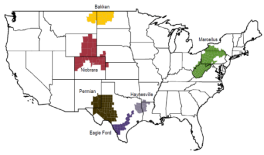 Bakken
Marcellus
Niobrara
Permian
Haynesville
Eagle Ford